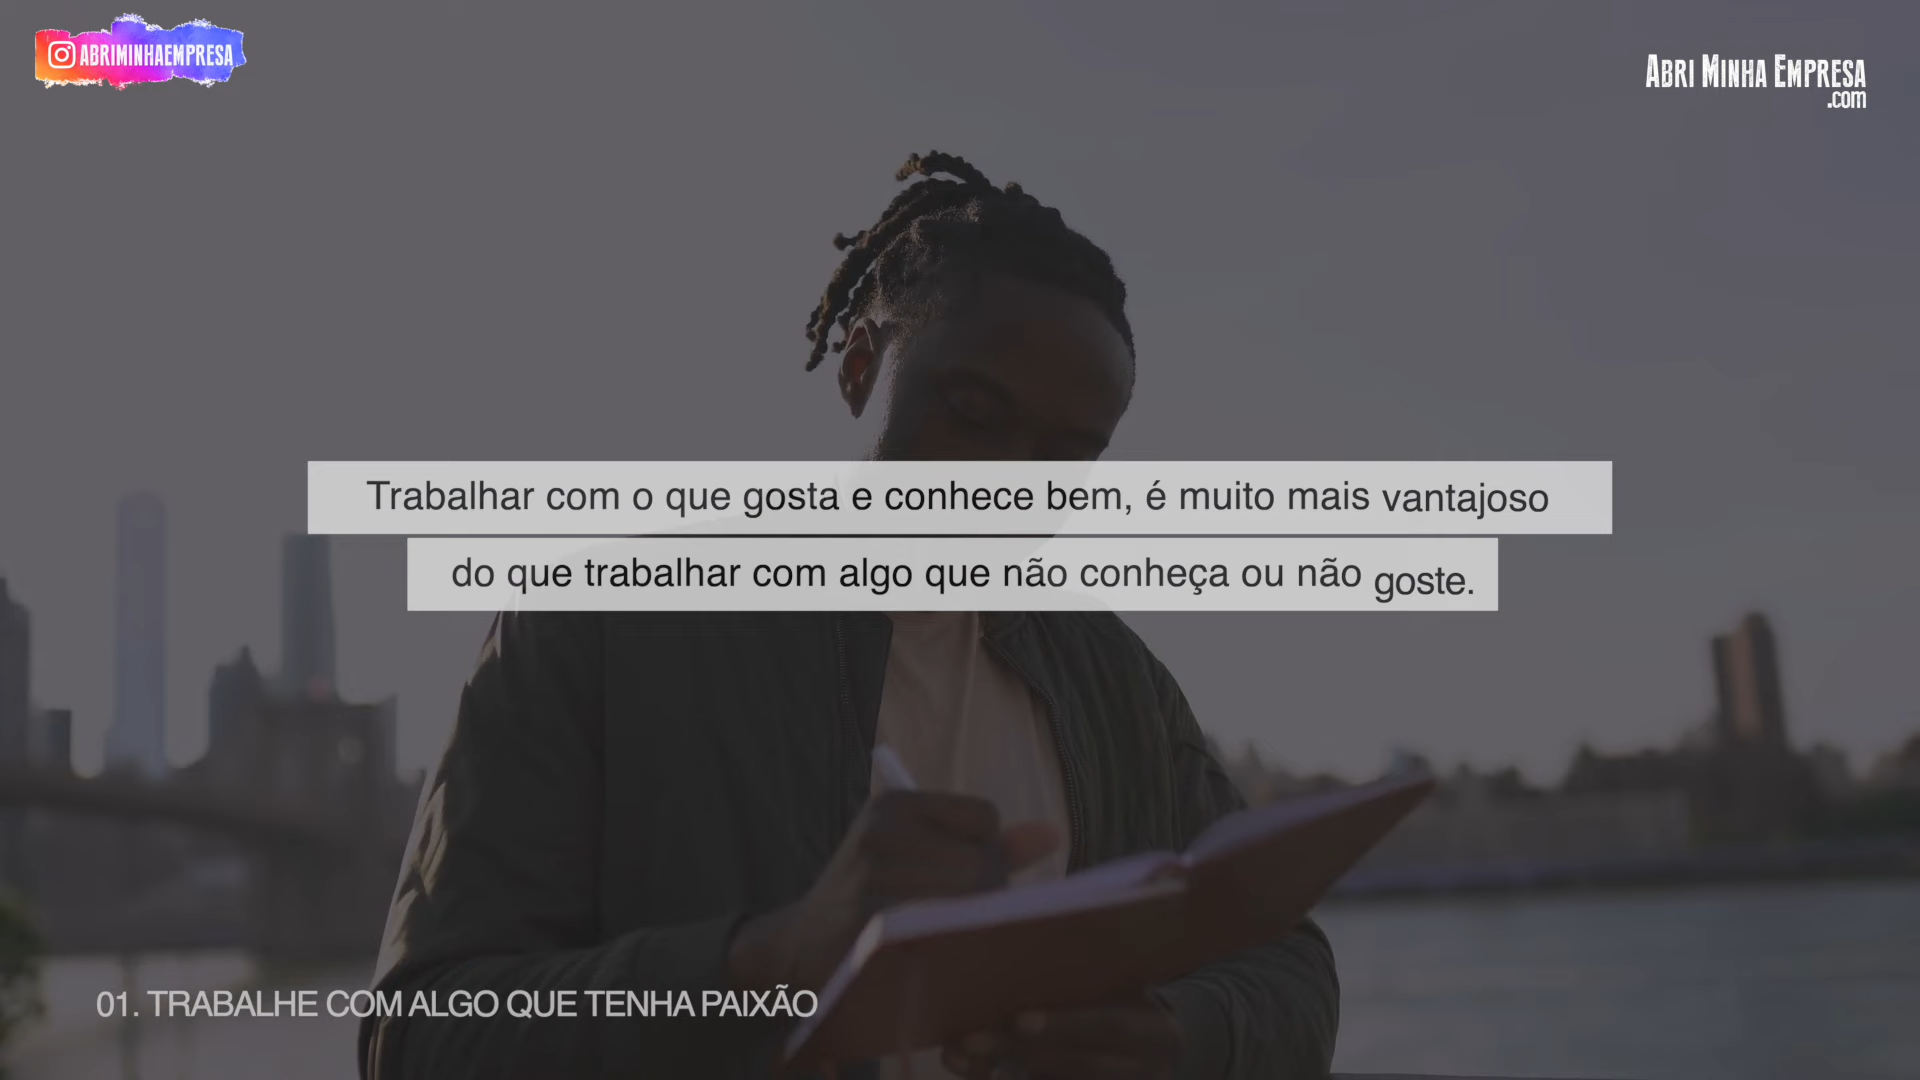 ABRIMINHAEMPRESA
ABRI MINHA EMPRESA
.COM
Trabalhar com o que gosta e conhece bem, é muito mais vantajoso
do que trabalhar com algo que não conheça ou não goste.
01. TRABALHE COM ALGO QUE TENHA PAIXÃO